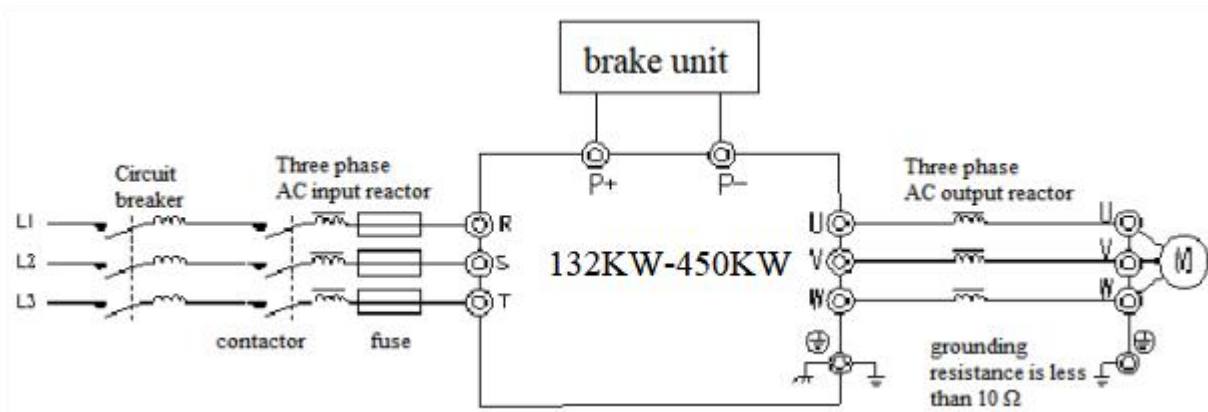 brake unit
P+
P-
Circuit
breaker
Three phase
AC input reactor
Three phase
AC output reactor
L1
R
U
U
L2
S
132KW-450KW
V
V
M
L3
T
W
W
contactor
fuse
grounding
resistance is less
than 10 Ω